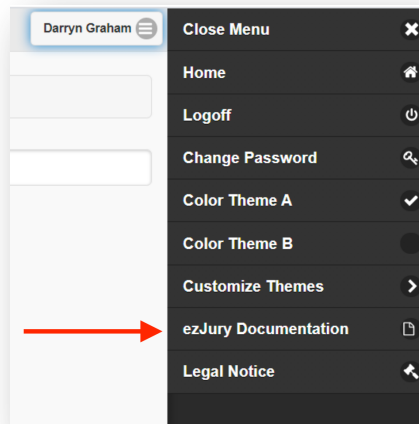 Darryn Graham
Close Menu
Home
Logoff
Change Password
Color Theme A
Color Theme B
Customize Themes
ezJury Documentation
Legal Notice